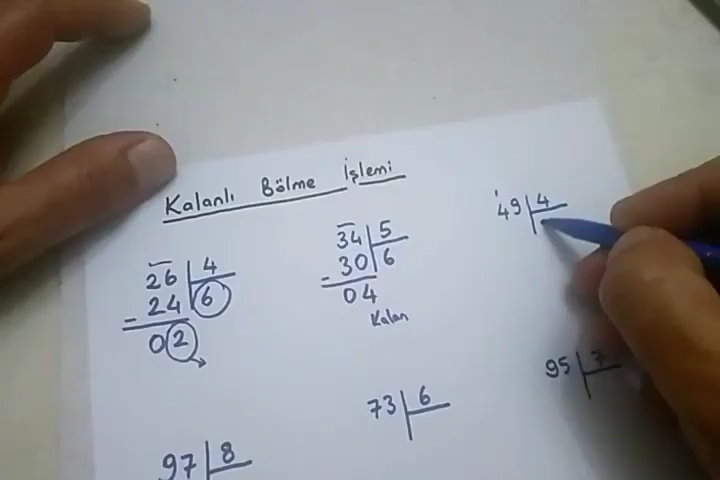 Kalanlı Bölme İşlemi
26 | 4
- 24 | 6
02
34 | 5
- 30 | 6
04
Kalan
49 | 4
73 | 6
95 | 7
97 | 8